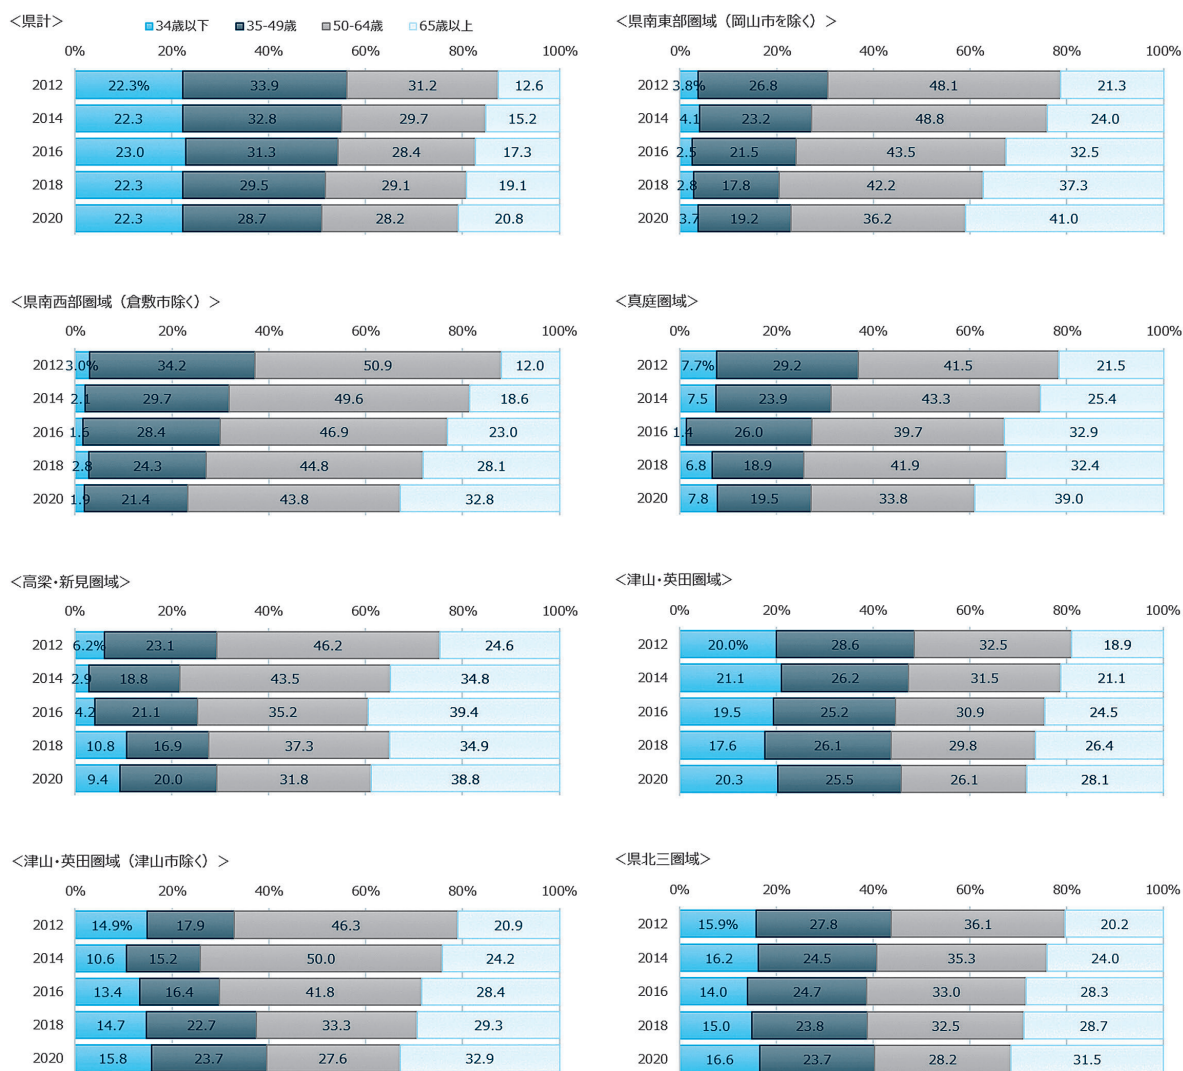 ＜県計＞
34歳以下 35-49歳 50-64歳 65歳以上
0% 20% 40% 60% 80% 100%
2012 22.3% 33.9 31.2 12.6
2014 22.3 32.8 29.7 15.2
2016 23.0 31.3 28.4 17.3
2018 22.3 29.5 29.1 19.1
2020 22.3 28.7 28.2 20.8
＜県南東部圏域（岡山市を除く）＞
0% 20% 40% 60% 80% 100%
2012 3.8% 26.8 48.1 21.3
2014 4.1 23.2 48.8 24.0
2016 2.5 21.5 43.5 32.5
2018 2.8 17.8 42.2 37.3
2020 3.7 19.2 36.2 41.0
＜県南西部圏域（倉敷市除く）＞
0% 20% 40% 60% 80% 100%
2012 3.0% 34.2 50.9 12.0
2014 2.1 29.7 49.6 18.6
2016 1.6 28.4 46.9 23.0
2018 2.8 24.3 44.8 28.1
2020 1.9 21.4 43.8 32.8
＜真庭圏域＞
0% 20% 40% 60% 80% 100%
2012 7.7% 29.2 41.5 21.5
2014 7.5 23.9 43.3 25.4
2016 1.4 26.0 39.7 32.9
2018 6.8 18.9 41.9 32.4
2020 7.8 19.5 33.8 39.0
＜高梁・新見圏域＞
0% 20% 40% 60% 80% 100%
2012 6.2% 23.1 46.2 24.6
2014 2.9 18.8 43.5 34.8
2016 4.2 21.1 35.2 39.4
2018 10.8 16.9 37.3 34.9
2020 9.4 20.0 31.8 38.8
＜津山・英田圏域＞
0% 20% 40% 60% 80% 100%
2012 20.0% 28.6 32.5 18.9
2014 21.1 26.2 31.5 21.1
2016 19.5 25.2 30.9 24.5
2018 17.6 26.1 29.8 26.4
2020 20.3 25.5 26.1 28.1
＜津山・英田圏域（津山市除く）＞
0% 20% 40% 60% 80% 100%
2012 14.9% 17.9 46.3 20.9
2014 10.6 15.2 50.0 24.2
2016 13.4 16.4 41.8 28.4
2018 14.7 22.7 33.3 29.3
2020 15.8 23.7 27.6 32.9
＜県北三圏域＞
0% 20% 40% 60% 80% 100%
2012 15.9% 27.8 36.1 20.2
2014 16.2 24.5 35.3 24.0
2016 14.0 24.7 33.0 28.3
2018 15.0 23.8 32.5 28.7
2020 16.6 23.7 28.2 31.5